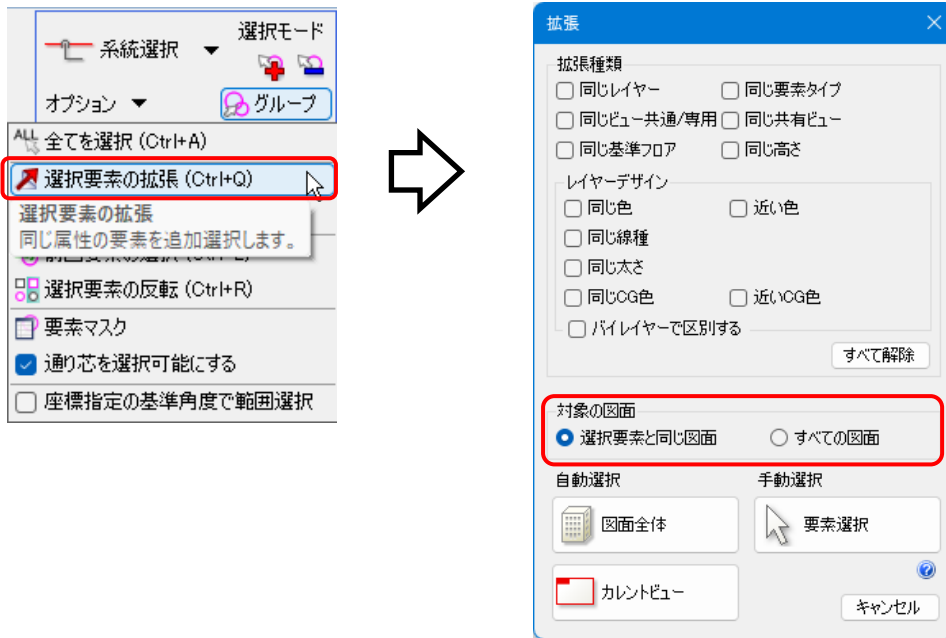 選択モード
系統選択
オプション
グループ
ALL 全てを選択 (Ctrl+A)
選択要素の拡張 (Ctrl+Q)
選択要素の拡張
同じ属性の要素を追加選択します。
選択要素の反転 (Ctrl+R)
要素マスク
通り芯を選択可能にする
座標指定の基準角度で範囲選択
拡張
拡張種類
同じレイヤー 同じ要素タイプ
同じビュー共通/専用 同じ共有ビュー
同じ基準フロア 同じ高さ
レイヤーデザイン
同じ色 近い色
同じ線種
同じ太さ
同じCG色 近いCG色
バイレイヤーで区別する
すべて解除
対象の図面
選択要素と同じ図面 すべての図面
自動選択 手動選択
図面全体 要素選択
カレントビュー
キャンセル